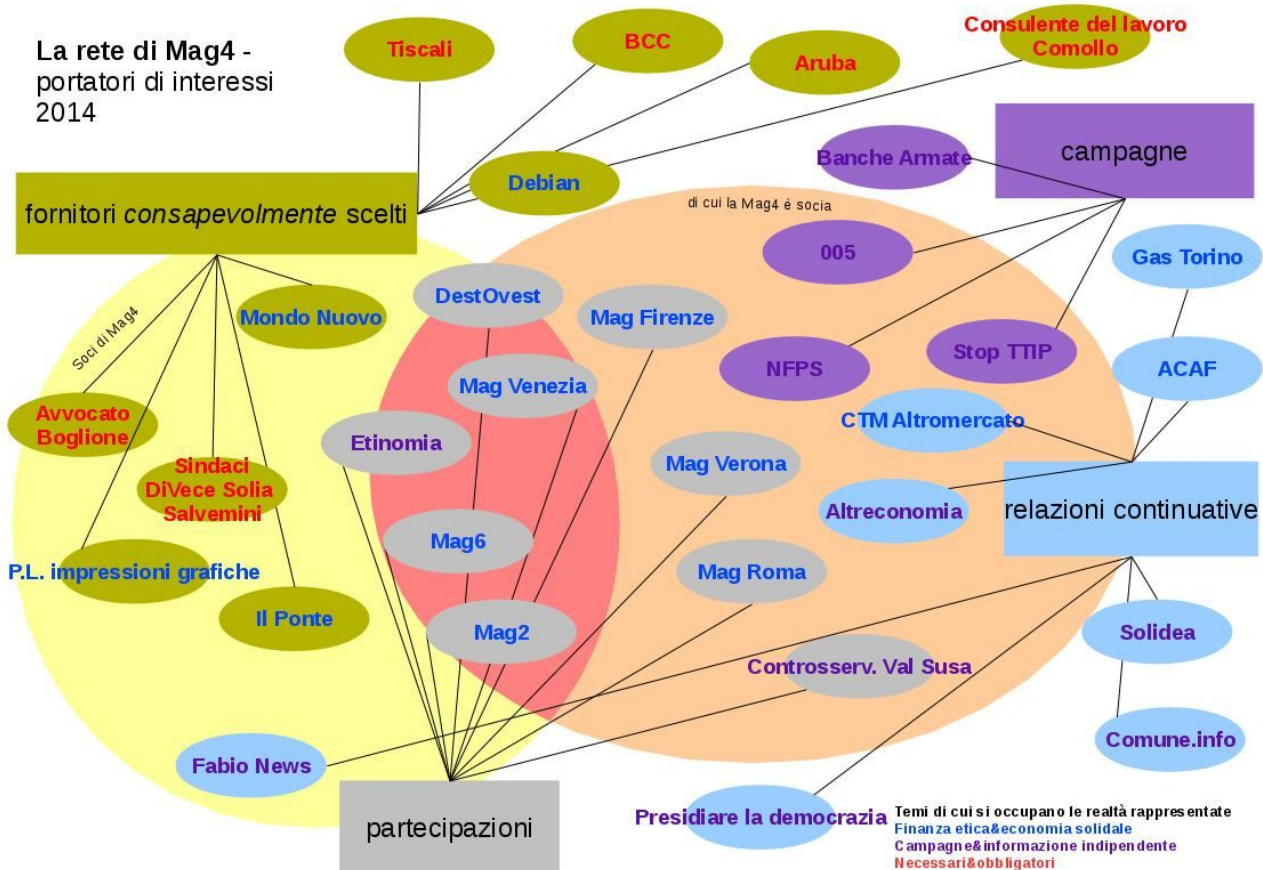 La rete di Mag4 -
portatori di interessi
2014
Tiscali
BCC
Aruba
Consulente del lavoro
Comollo
Banche Armate
campagne
Debian
fornitori consapevolmente scelti
di cui la Mag4 è socia
005
Gas Torino
DestOvest
Mondo Nuovo
Mag Firenze
Soci di Mag4
Stop TTIP
NFPS
ACAF
Mag Venezia
Avvocato
Boglione
CTM Altromercato
Etinomia
Mag Verona
Sindaci
DiVece Solia
Salvemini
Altreconomia
relazioni continuative
Mag6
P.L. impressioni grafiche
Mag Roma
Il Ponte
Mag2
Solidea
Controsserv. Val Susa
Comune.info
Fabio News
partecipazioni
Presidiare la democrazia
Temi di cui si occupano le realtà rappresentate
Finanza etica&economia solidale
Campagne&informazione indipendente
Necessari&obbligatori